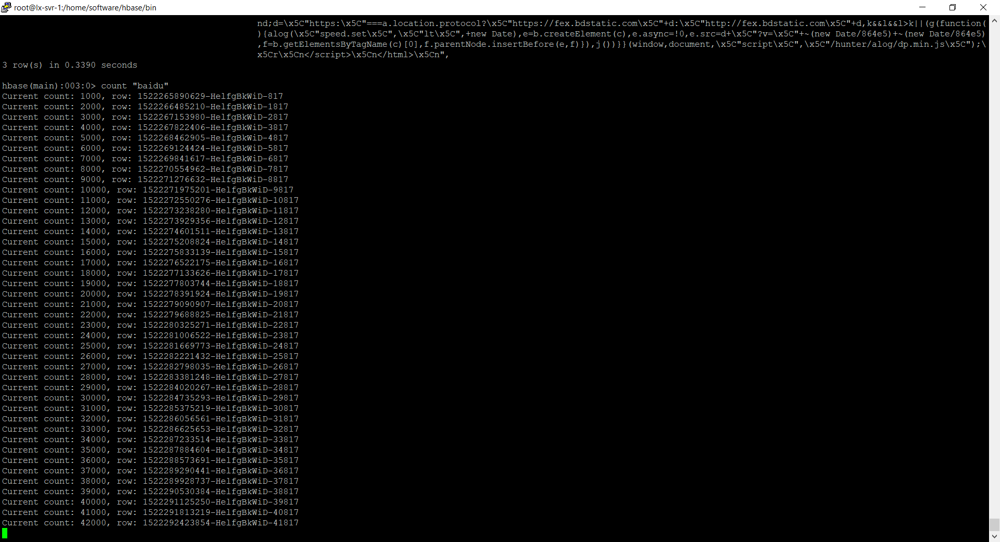 root@lx-svr-1:/home/software/hbase/bin
nd;d=\x5C"https:\x5C"===a.location.protocol?\x5C"https://fex.bdstatic.com\x5C"+d:\x5C"http://fex.bdstatic.com\x5C"+d,k&&l&&l>k||(g(function(
){alog(\x5C"speed.set\x5C",\x5C"lt\x5C",+new Date),e=b.createElement(c),e.async=!0,e.src=d+\x5C"?v=\x5C"+~(new Date/864e5)+~(new Date/864e5)
,f=b.getElementsByTagName(c)[0],f.parentNode.insertBefore(e,f)}),j())}}(window,document,\x5C"script\x5C",\x5C"/hunter/alog/dp.min.js\x5C");\
x5Cr\x5Cn</script>\x5Cn</html>\x5Cn",
3 row(s) in 0.3390 seconds
hbase(main):003:0> count "baidu"
Current count: 1000, row: 1522265890629-HelfgBkWiD-817
Current count: 2000, row: 1522266485210-HelfgBkWiD-1817
Current count: 3000, row: 1522267153980-HelfgBkWiD-2817
Current count: 4000, row: 1522267822406-HelfgBkWiD-3817
Current count: 5000, row: 1522268462905-HelfgBkWiD-4817
Current count: 6000, row: 1522269124424-HelfgBkWiD-5817
Current count: 7000, row: 1522269841617-HelfgBkWiD-6817
Current count: 8000, row: 1522270554962-HelfgBkWiD-7817
Current count: 9000, row: 1522271276632-HelfgBkWiD-8817
Current count: 10000, row: 1522271975201-HelfgBkWiD-9817
Current count: 11000, row: 1522272550276-HelfgBkWiD-10817
Current count: 12000, row: 1522273238280-HelfgBkWiD-11817
Current count: 13000, row: 1522273929356-HelfgBkWiD-12817
Current count: 14000, row: 1522274601511-HelfgBkWiD-13817
Current count: 15000, row: 1522275208824-HelfgBkWiD-14817
Current count: 16000, row: 1522275833139-HelfgBkWiD-15817
Current count: 17000, row: 1522276522175-HelfgBkWiD-16817
Current count: 18000, row: 1522277133626-HelfgBkWiD-17817
Current count: 19000, row: 1522277803744-HelfgBkWiD-18817
Current count: 20000, row: 1522278391924-HelfgBkWiD-19817
Current count: 21000, row: 1522279090907-HelfgBkWiD-20817
Current count: 22000, row: 1522279688825-HelfgBkWiD-21817
Current count: 23000, row: 1522280325271-HelfgBkWiD-22817
Current count: 24000, row: 1522281006522-HelfgBkWiD-23817
Current count: 25000, row: 1522281669773-HelfgBkWiD-24817
Current count: 26000, row: 1522282221432-HelfgBkWiD-25817
Current count: 27000, row: 1522282798035-HelfgBkWiD-26817
Current count: 28000, row: 1522283381248-HelfgBkWiD-27817
Current count: 29000, row: 1522284020267-HelfgBkWiD-28817
Current count: 30000, row: 1522284735293-HelfgBkWiD-29817
Current count: 31000, row: 1522285375219-HelfgBkWiD-30817
Current count: 32000, row: 1522286056561-HelfgBkWiD-31817
Current count: 33000, row: 1522286625653-HelfgBkWiD-32817
Current count: 34000, row: 1522287233514-HelfgBkWiD-33817
Current count: 35000, row: 1522287884604-HelfgBkWiD-34817
Current count: 36000, row: 1522288573691-HelfgBkWiD-35817
Current count: 37000, row: 1522289290441-HelfgBkWiD-36817
Current count: 38000, row: 1522289928737-HelfgBkWiD-37817
Current count: 39000, row: 1522290530384-HelfgBkWiD-38817
Current count: 40000, row: 1522291125250-HelfgBkWiD-39817
Current count: 41000, row: 1522291813219-HelfgBkWiD-40817
Current count: 42000, row: 1522292423854-HelfgBkWiD-41817